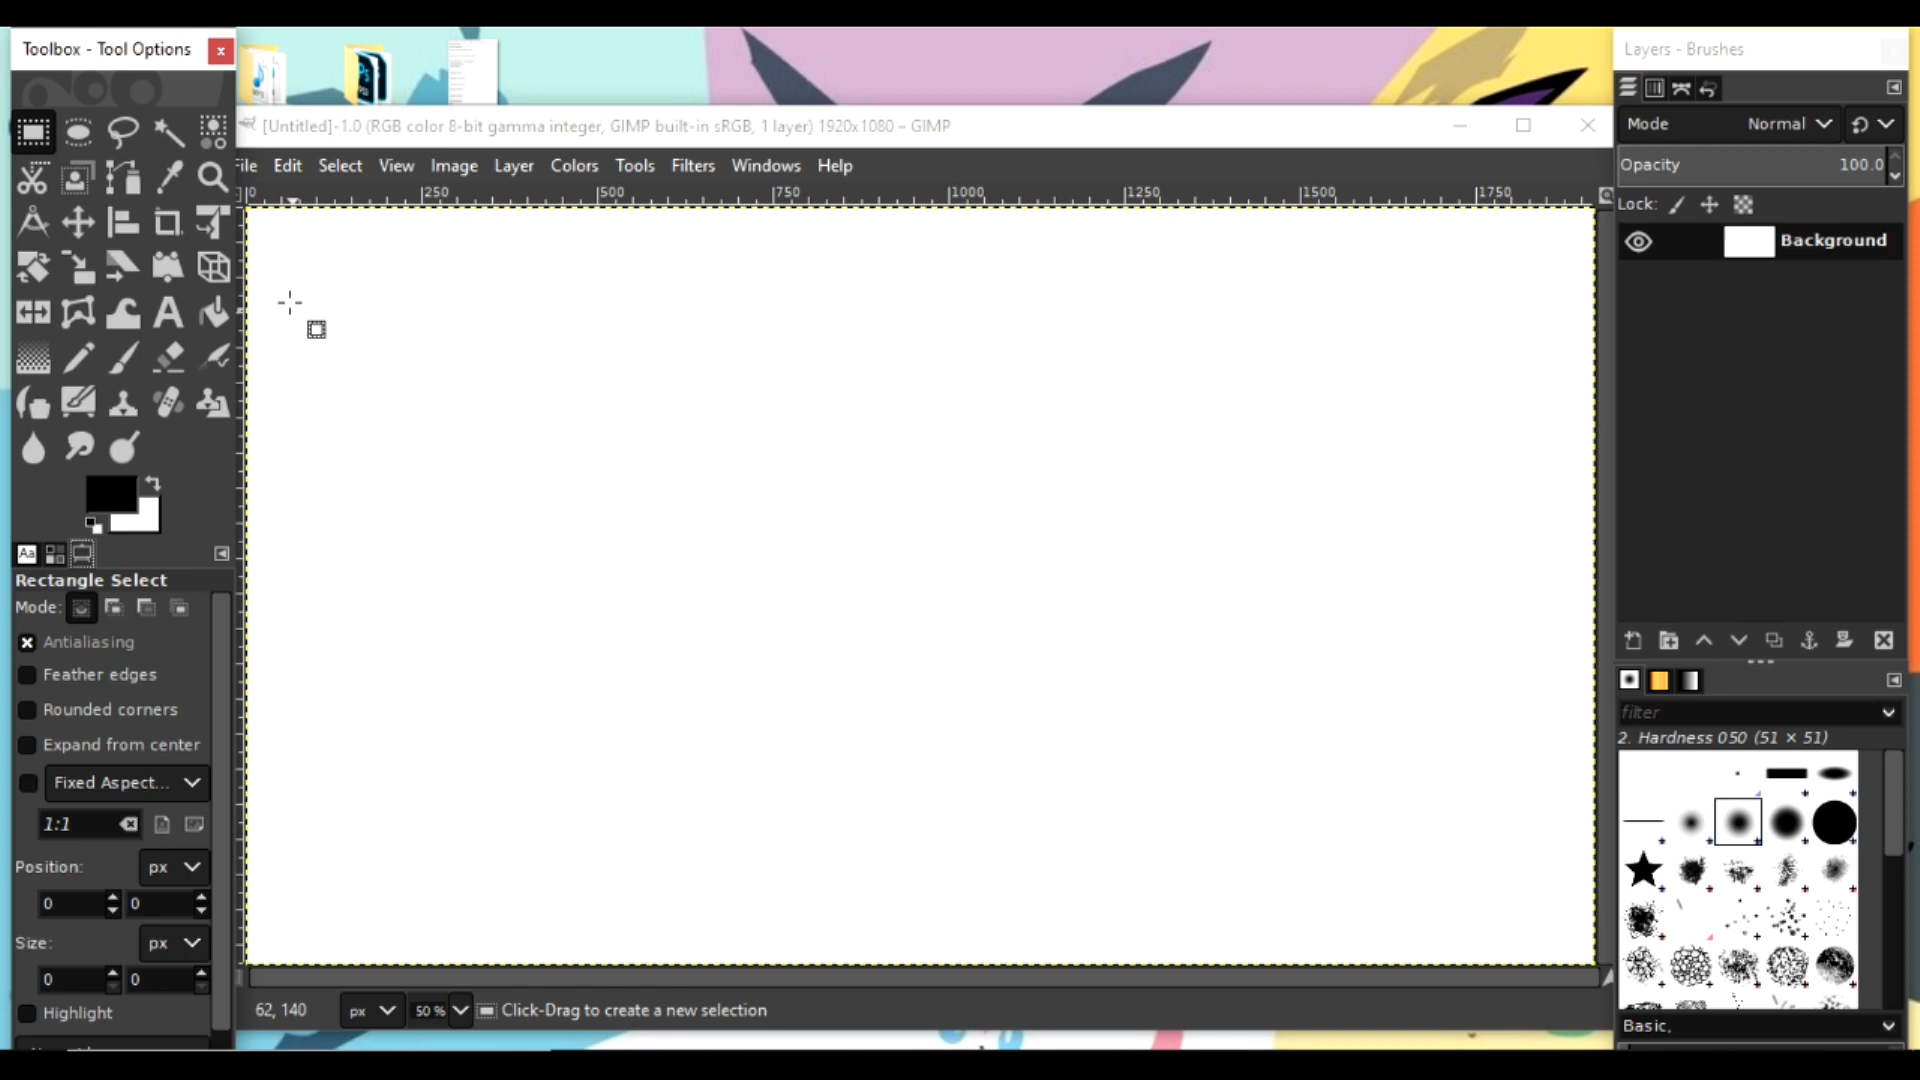 Toolbox - Tool Options
Layers - Brushes
[Untitled]-1.0 (RGB color 8-bit gamma integer, GIMP built-in sRGB, 1 layer) 1920x1080 – GIMP
File Edit Select View Image Layer Colors Tools Filters Windows Help
0 250 500 750 1000 1250 1500 1750
Mode Normal
Opacity 100.0
Lock:
Background
Aa
Rectangle Select
Mode:
Antialiasing
Feather edges
Rounded corners
Expand from center
Fixed Aspect...
1:1
Position: px
0 0
Size: px
0 0
Highlight
62, 140 px 50 % Click-Drag to create a new selection
filter
2. Hardness 050 (51 × 51)
Basic,